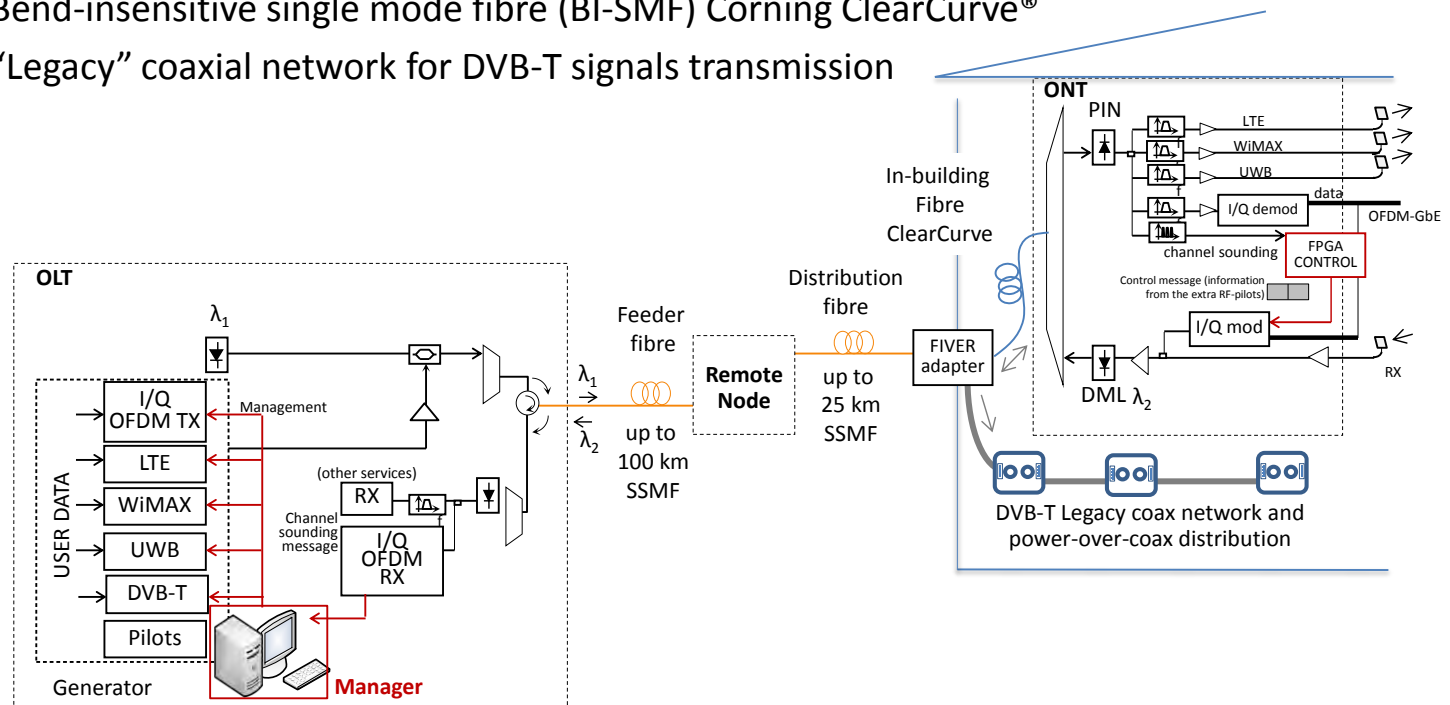 Bend-insensitive single mode fibre (BI-SMF) Corning ClearCurve®
“Legacy” coaxial network for DVB-T signals transmission
OLT
λ1
I/Q
OFDM TX
LTE
WiMAX
UWB
DVB-T
Pilots
USER DATA
Generator
Management
Manager
(other services)
RX
Channel
sounding
message
I/Q
OFDM
RX
λ1
λ2
Feeder
fibre
up to
100 km
SSMF
Remote
Node
Distribution
fibre
up to
25 km
SSMF
FIVER
adapter
In-building
Fibre
ClearCurve
ONT
PIN
LTE
WiMAX
UWB
I/Q demod
data
OFDM-GbE
channel sounding
FPGA
CONTROL
Control message (information
from the extra RF-pilots)
I/Q mod
DML λ2
RX
DVB-T Legacy coax network and
power-over-coax distribution